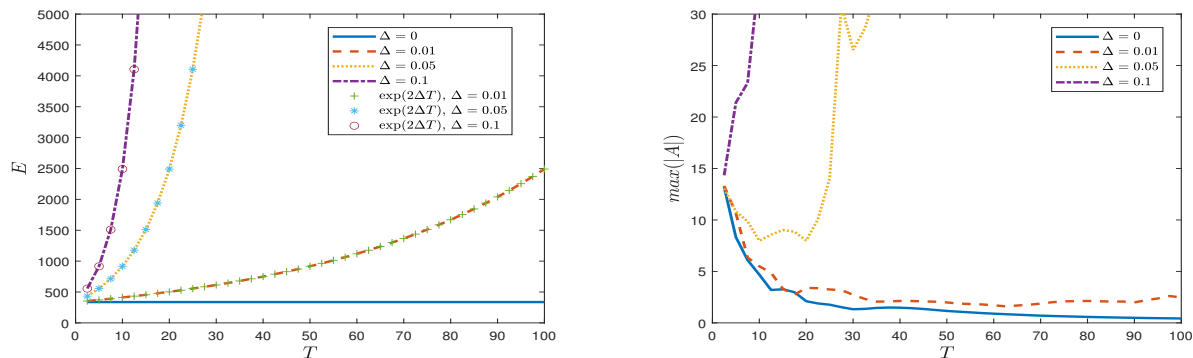 5000
4500
4000
3500
3000
2500
2000
1500
1000
500
0
E
0 10 20 30 40 50 60 70 80 90 100
T
Δ = 0
Δ = 0.01
Δ = 0.05
Δ = 0.1
exp(2ΔT), Δ = 0.01
exp(2ΔT), Δ = 0.05
exp(2ΔT), Δ = 0.1
30
25
20
15
10
5
0
max(|A|)
0 10 20 30 40 50 60 70 80 90 100
T
Δ = 0
Δ = 0.01
Δ = 0.05
Δ = 0.1